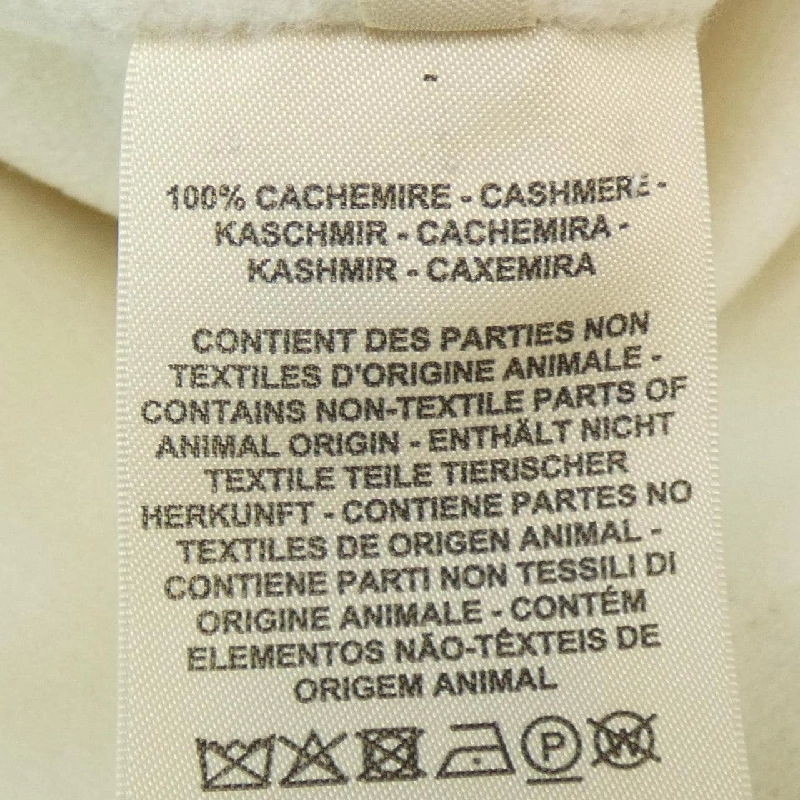 -
100% CACHEMIRE - CASHMERE -
KASCHMIR - CACHEMIRA -
KASHMIR - CAXEMIRA
CONTIENT DES PARTIES NON
TEXTILES D'ORIGINE ANIMALE -
CONTAINS NON-TEXTILE PARTS OF
ANIMAL ORIGIN - ENTHÄLT NICHT
TEXTILE TEILE TIERISCHER
HERKUNFT - CONTIENE PARTES NO
TEXTILES DE ORIGEN ANIMAL -
CONTIENE PARTI NON TESSILI DI
ORIGINE ANIMALE - CONTÉM
ELEMENTOS NÃO-TÊXTEIS DE
ORIGEM ANIMAL
P W